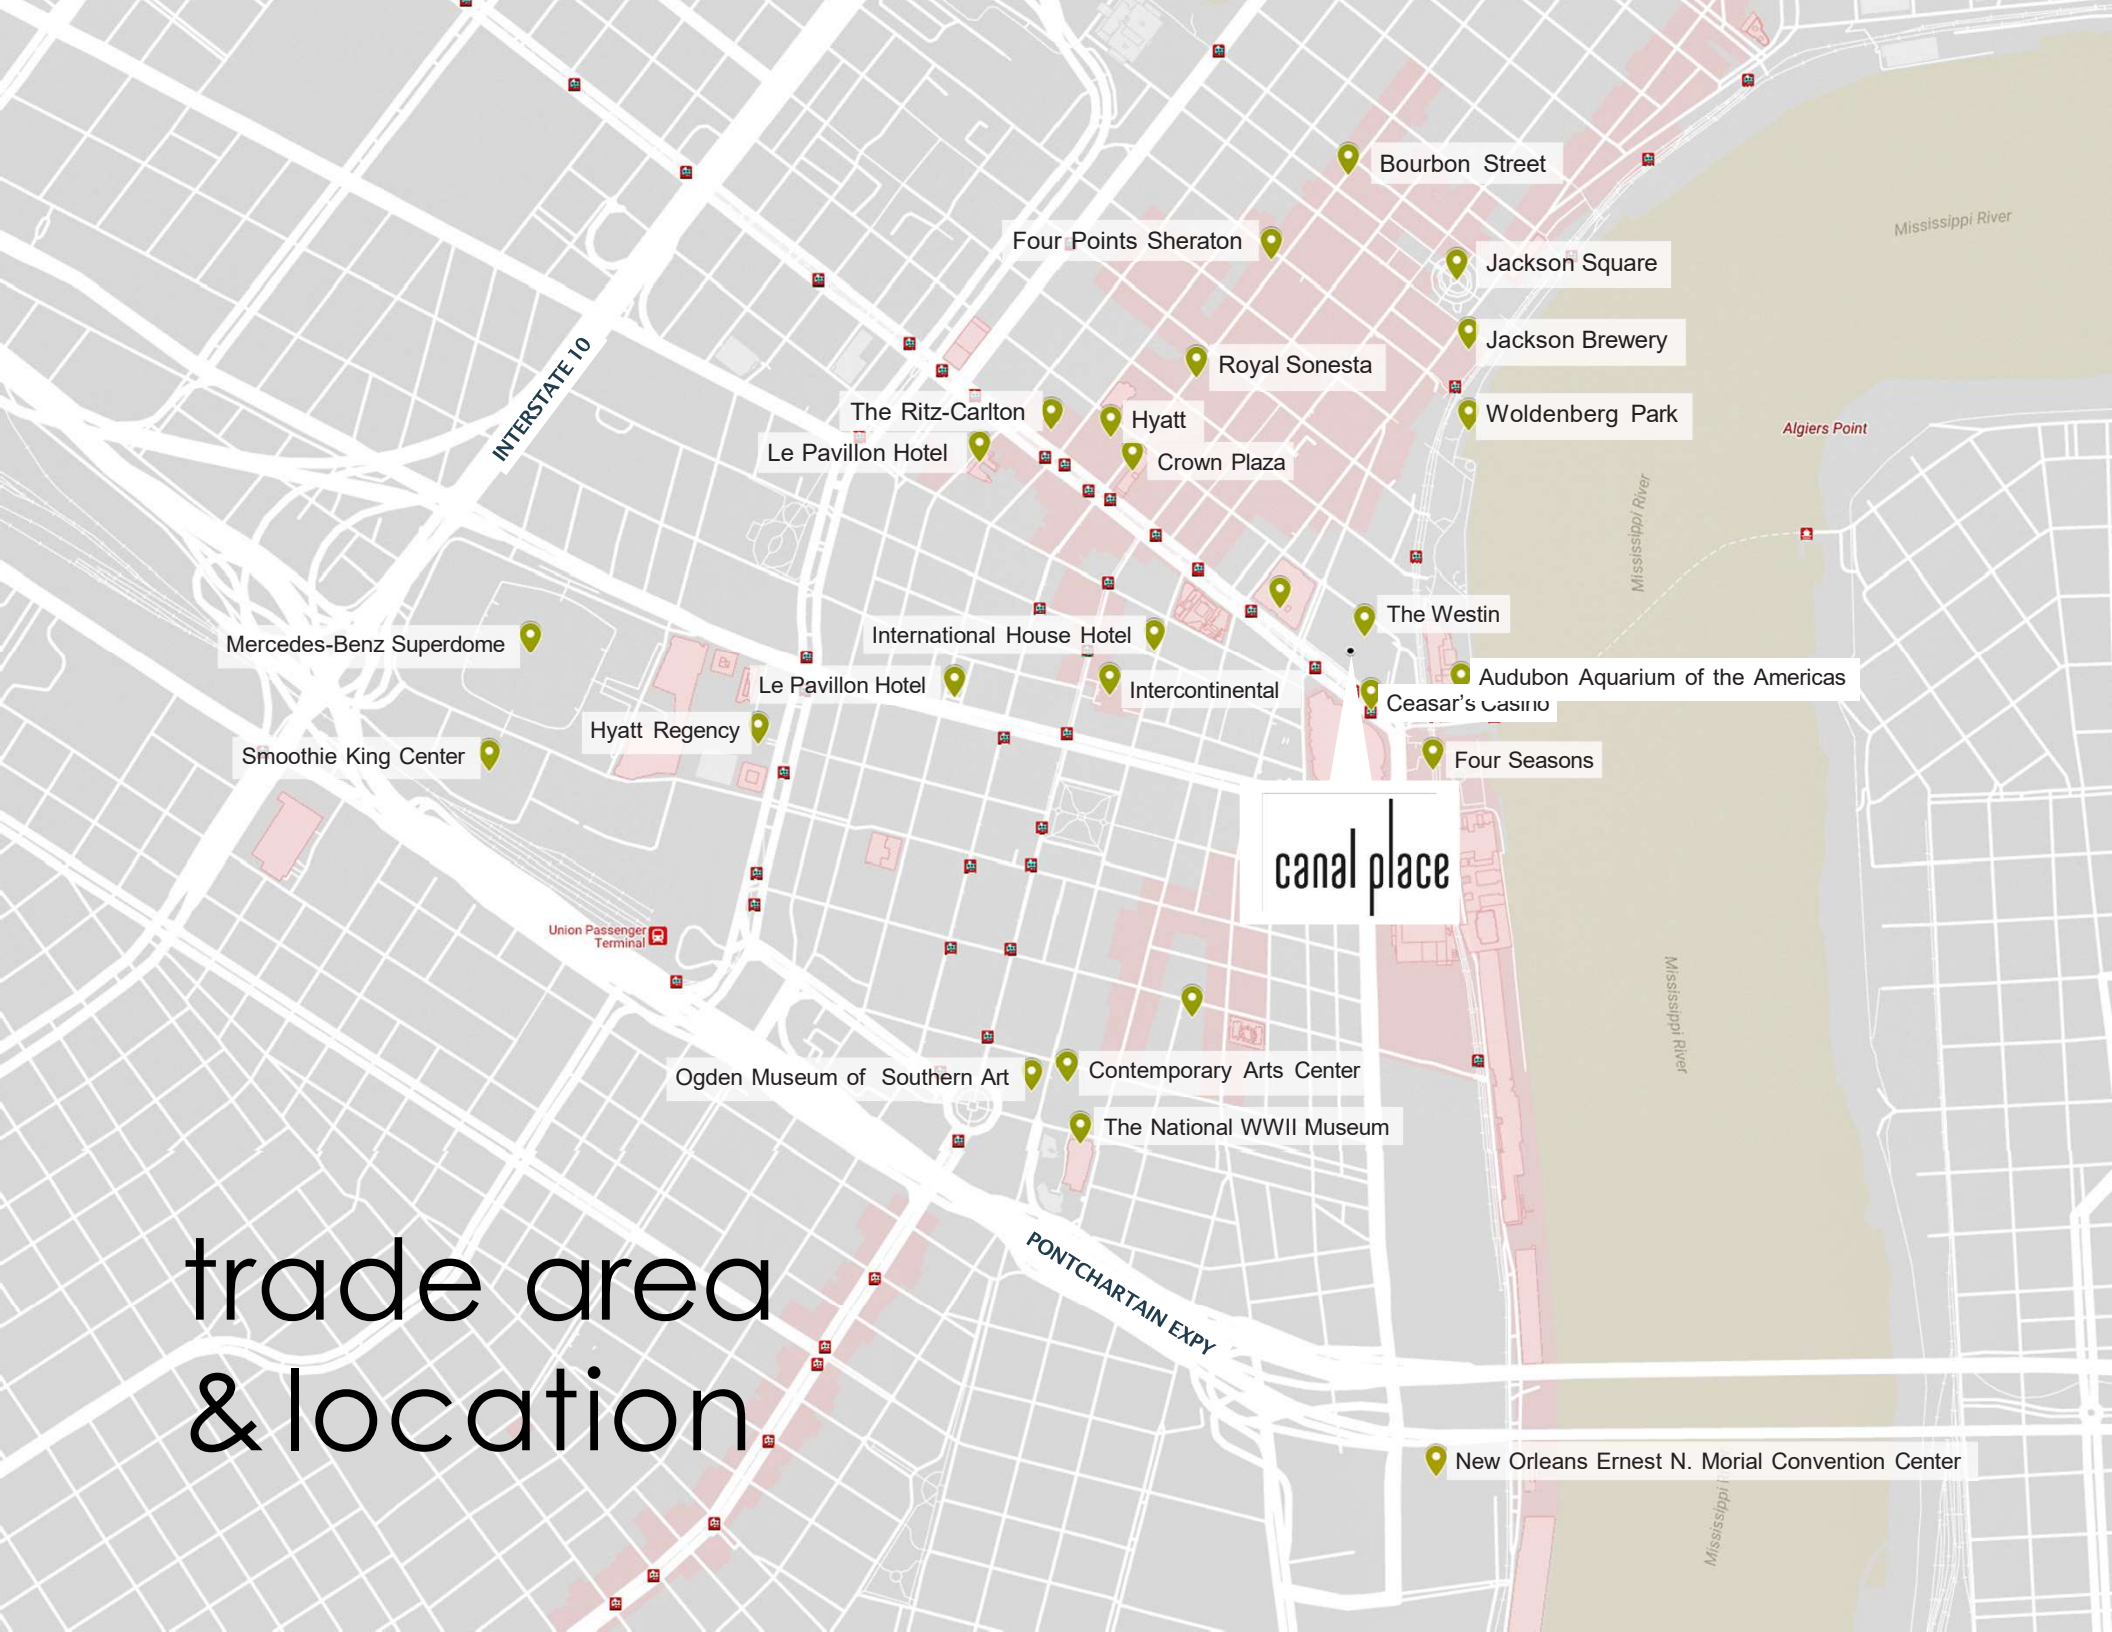 Bourbon Street
Mississippi River
Four Points Sheraton
Jackson Square
Jackson Brewery
INTERSTATE 10
Royal Sonesta
The Ritz-Carlton
Hyatt
Woldenberg Park
Algiers Point
Le Pavillon Hotel
Crown Plaza
Mississippi River
The Westin
International House Hotel
Mercedes-Benz Superdome
Audubon Aquarium of the Americas
Le Pavillon Hotel
Intercontinental
Ceasar's Casino
Hyatt Regency
Smoothie King Center
Four Seasons
canal place
Union Passenger
Terminal
Mississippi River
Ogden Museum of Southern Art
Contemporary Arts Center
The National WWII Museum
PONTCHARTAIN EXPY
trade area
& location
New Orleans Ernest N. Morial Convention Center
Mississippi